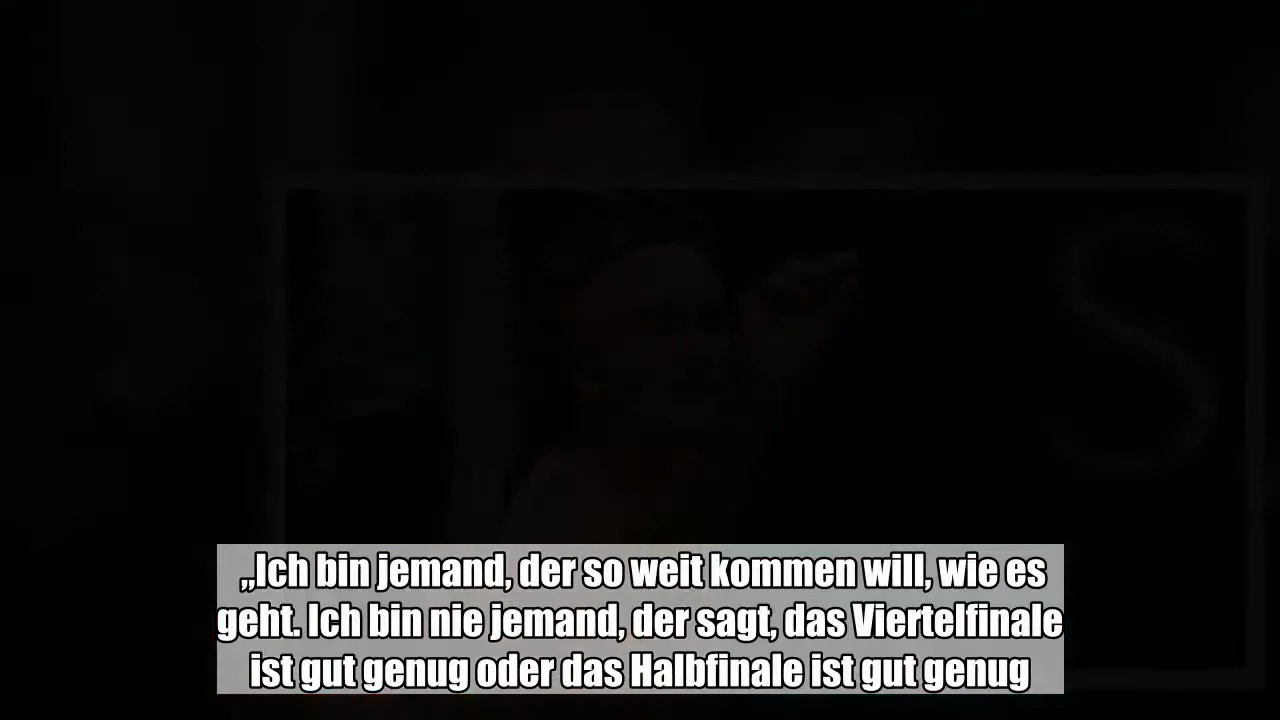 „Ich bin jemand, der so weit kommen will, wie es
geht. Ich bin nie jemand, der sagt, das Viertelfinale
ist gut genug oder das Halbfinale ist gut genug
S